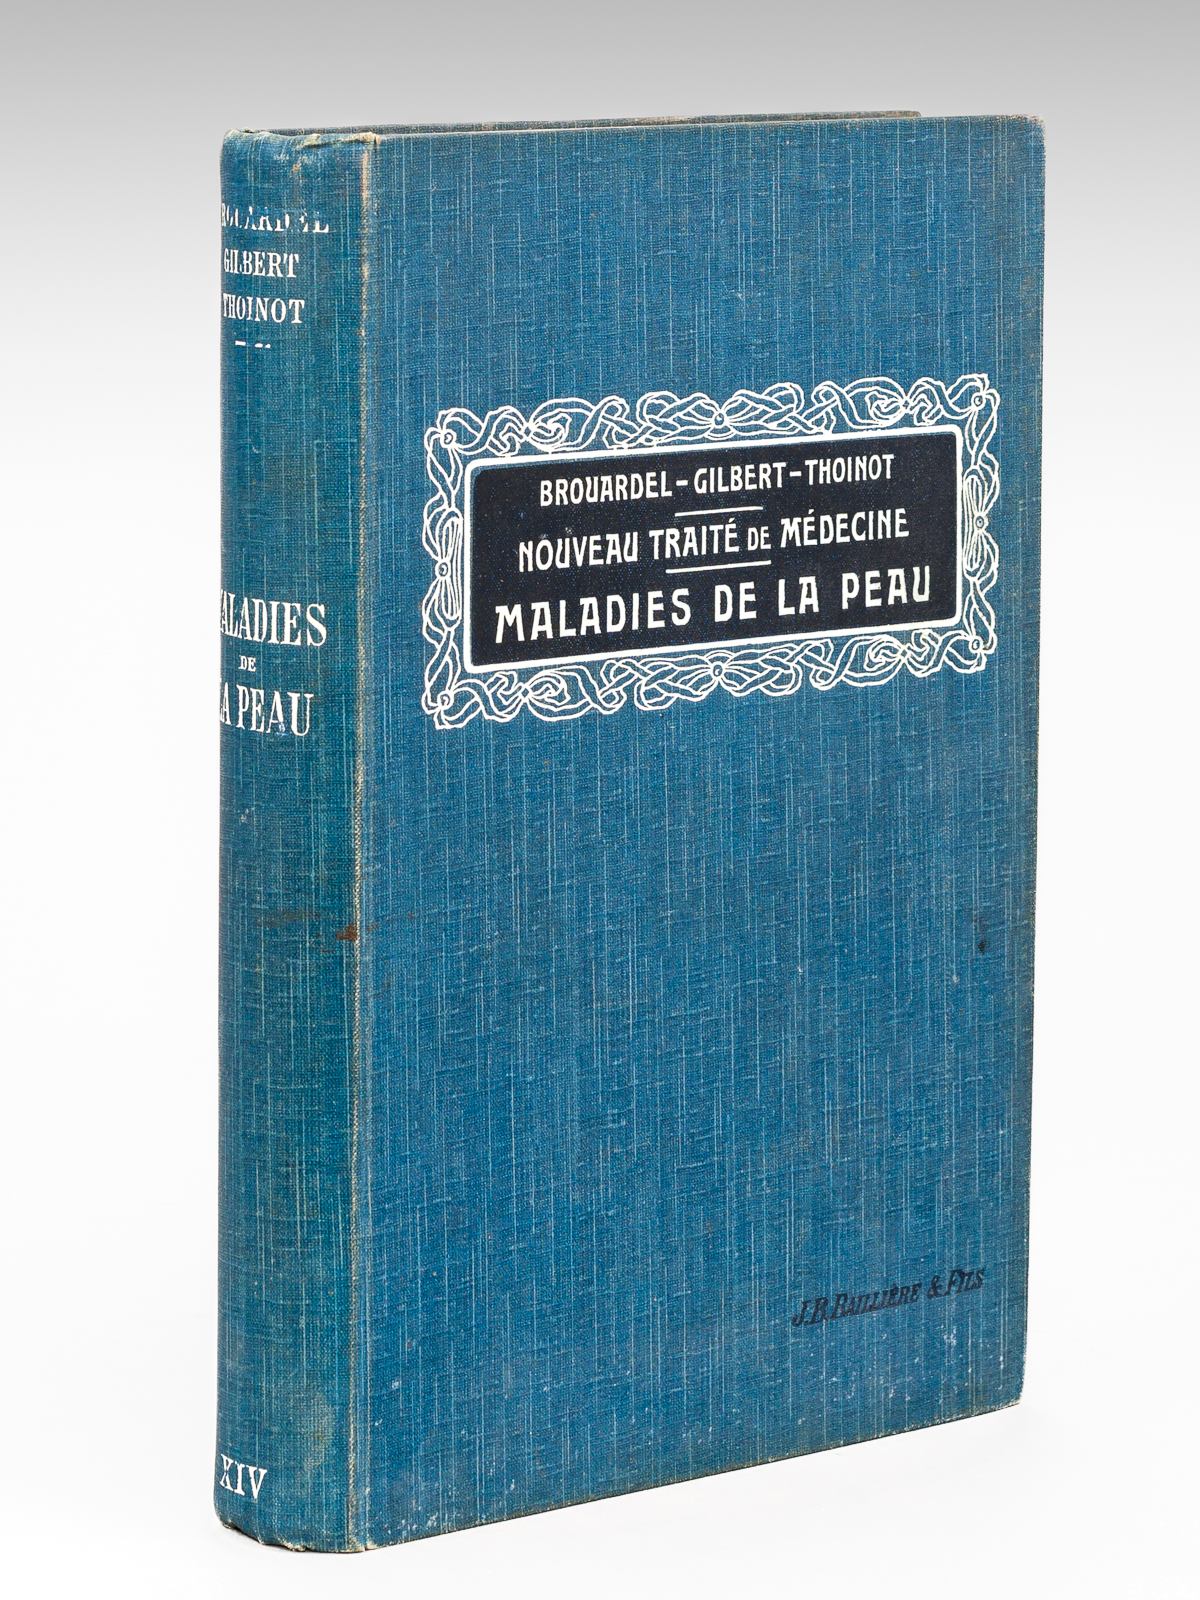 BROUARDEL
GILBERT
THOINOT
MALADIES
DE
LA PEAU
XIV
BROUARDEL-GILBERT-THOINOT
NOUVEAU TRAITÉ DE MÉDECINE
MALADIES DE LA PEAU
J.B. BAILLIÈRE & FILS